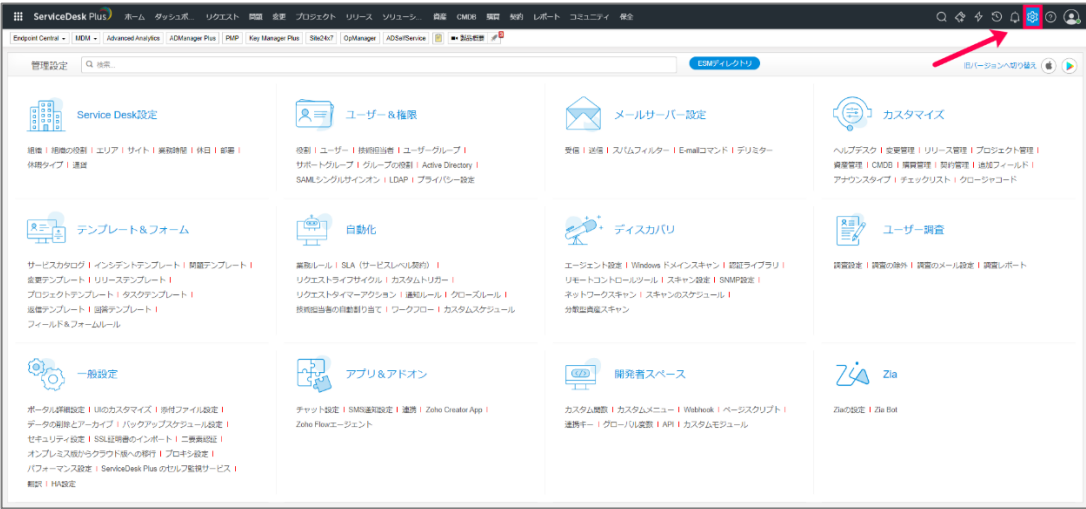 ServiceDesk Plus ホーム ダッシュボ... リクエスト 問題 変更 プロジェクト リリース ソリューシ... 資産 CMDB 購買 契約 レポート コミュニティ 保全
Endpoint Central MDM Advanced Analytics ADManager Plus PMP Key Manager Plus Site24x7 OpManager ADSelfService 製品概要
管理設定 検索... ESMディレクトリ 旧バージョンへ切り替え
Service Desk設定
組織 | 組織の役割 | エリア | サイト | 業務時間 | 休日 | 部署 |
休暇タイプ | 通貨
ユーザー＆権限
役割 | ユーザー | 技術担当者 | ユーザーグループ |
サポートグループ | グループの役割 | Active Directory |
SAMLシングルサインオン | LDAP | プライバシー設定
メールサーバー設定
受信 | 送信 | スパムフィルター | E-mailコマンド | デリミター
カスタマイズ
ヘルプデスク | 変更管理 | リリース管理 | プロジェクト管理 |
資産管理 | CMDB | 購買管理 | 契約管理 | 追加フィールド |
アナウンスタイプ | チェックリスト | クロージャコード
テンプレート＆フォーム
サービスカタログ | インシデントテンプレート | 問題テンプレート |
変更テンプレート | リリーステンプレート |
プロジェクトテンプレート | タスクテンプレート |
返信テンプレート | 回答テンプレート |
フィールド＆フォームルール
自動化
業務ルール | SLA（サービスレベル契約） |
リクエストライフサイクル | カスタムトリガー |
リクエストタイマーアクション | 通知ルール | クローズルール |
技術担当者の自動割り当て | ワークフロー | カスタムスケジュール
ディスカバリ
エージェント設定 | Windows ドメインスキャン | 認証ライブラリ |
リモートコントロールツール | スキャン設定 | SNMP設定 |
ネットワークスキャン | スキャンのスケジュール |
分散型資産スキャン
ユーザー調査
調査設定 | 調査の除外 | 調査のメール設定 | 調査レポート
一般設定
ポータル詳細設定 | UIのカスタマイズ | 添付ファイル設定 |
データの削除とアーカイブ | バックアップスケジュール設定 |
セキュリティ設定 | SSL証明書のインポート | 二要素認証 |
オンプレミス版からクラウド版への移行 | プロキシ設定 |
パフォーマンス設定 | ServiceDesk Plus のセルフ監視サービス |
翻訳 | HA設定
アプリ＆アドオン
チャット設定 | SMS通知設定 | 連携 | Zoho Creator App |
Zoho Flowエージェント
開発者スペース
カスタム関数 | カスタムメニュー | Webhook | ページスクリプト |
連携キー | グローバル変数 | API | カスタムモジュール
Zia
Ziaの設定 | Zia Bot